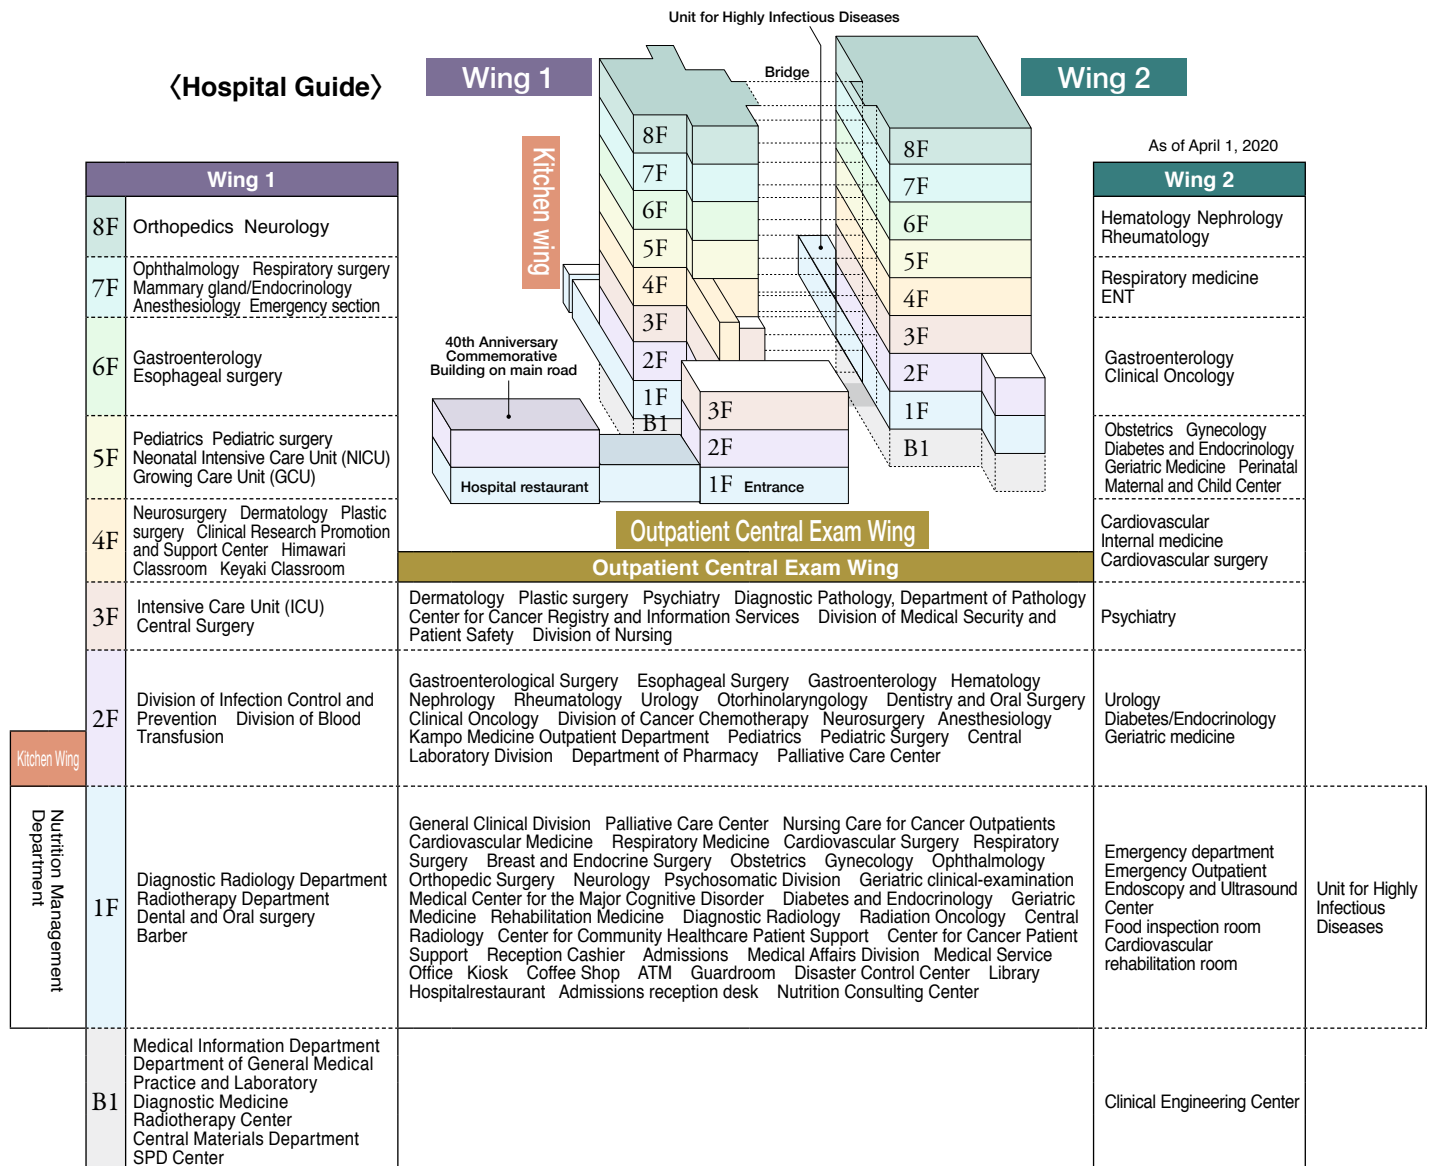 Unit for Highly Infectious Diseases
〈Hospital Guide〉
Wing 1
Bridge
Wing 2
Kitchen wing
As of April 1, 2020
8F
7F
6F
5F
4F
3F
2F
1F
B1
8F
7F
6F
5F
4F
3F
2F
1F
B1
40th Anniversary
Commemorative
Building on main road
3F
2F
1F Entrance
Hospital restaurant
Outpatient Central Exam Wing
Wing 1
8F
Orthopedics Neurology
7F
Ophthalmology Respiratory surgery
Mammary gland/Endocrinology
Anesthesiology Emergency section
6F
Gastroenterology
Esophageal surgery
5F
Pediatrics Pediatric surgery
Neonatal Intensive Care Unit (NICU)
Growing Care Unit (GCU)
4F
Neurosurgery Dermatology Plastic
surgery Clinical Research Promotion
and Support Center Himawari
Classroom Keyaki Classroom
3F
Intensive Care Unit (ICU)
Central Surgery
2F
Division of Infection Control and
Prevention Division of Blood
Transfusion
Kitchen Wing
Nutrition Management
Department
1F
Diagnostic Radiology Department
Radiotherapy Department
Dental and Oral surgery
Barber
B1
Medical Information Department
Department of General Medical
Practice and Laboratory
Diagnostic Medicine
Radiotherapy Center
Central Materials Department
SPD Center
Outpatient Central Exam Wing
Dermatology Plastic surgery Psychiatry Diagnostic Pathology, Department of Pathology
Center for Cancer Registry and Information Services Division of Medical Security and
Patient Safety Division of Nursing
Gastroenterological Surgery Esophageal Surgery Gastroenterology Hematology
Nephrology Rheumatology Urology Otorhinolaryngology Dentistry and Oral Surgery
Clinical Oncology Division of Cancer Chemotherapy Neurosurgery Anesthesiology
Kampo Medicine Outpatient Department Pediatrics Pediatric Surgery Central
Laboratory Division Department of Pharmacy Palliative Care Center
General Clinical Division Palliative Care Center Nursing Care for Cancer Outpatients
Cardiovascular Medicine Respiratory Medicine Cardiovascular Surgery Respiratory
Surgery Breast and Endocrine Surgery Obstetrics Gynecology Ophthalmology
Orthopedic Surgery Neurology Psychosomatic Division Geriatric clinical-examination
Medical Center for the Major Cognitive Disorder Diabetes and Endocrinology Geriatric
Medicine Rehabilitation Medicine Diagnostic Radiology Radiation Oncology Central
Radiology Center for Community Healthcare Patient Support Center for Cancer Patient
Support Reception Cashier Admissions Medical Affairs Division Medical Service
Office Kiosk Coffee Shop ATM Guardroom Disaster Control Center Library
Hospitalrestaurant Admissions reception desk Nutrition Consulting Center
Wing 2
Hematology Nephrology
Rheumatology
Respiratory medicine
ENT
Gastroenterology
Clinical Oncology
Obstetrics Gynecology
Diabetes and Endocrinology
Geriatric Medicine Perinatal
Maternal and Child Center
Cardiovascular
Internal medicine
Cardiovascular surgery
Psychiatry
Urology
Diabetes/Endocrinology
Geriatric medicine
Emergency department
Emergency Outpatient
Endoscopy and Ultrasound
Center
Food inspection room
Cardiovascular
rehabilitation room
Unit for Highly
Infectious
Diseases
Clinical Engineering Center